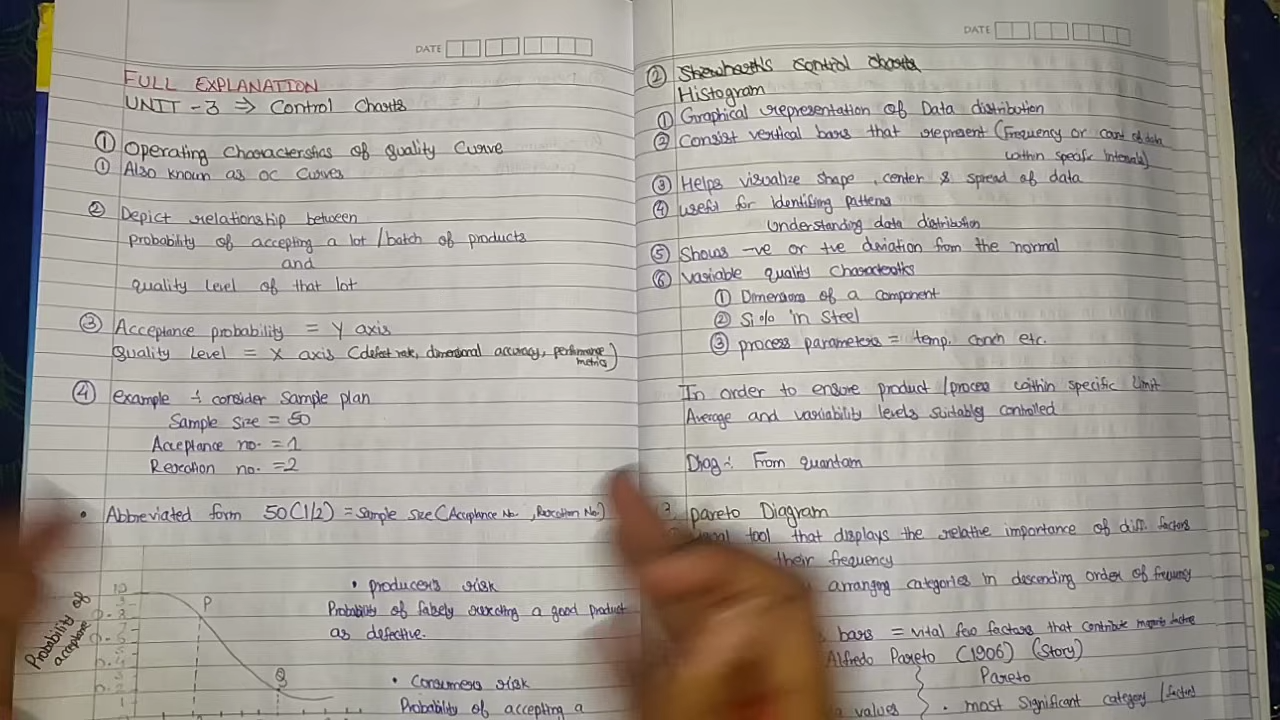 DATE
FULL EXPLANATION
UNIT - 3 ⇒ Control Charts
① Operating Characterstias of Quality Curve
① Also known as OC Curves
② Depict relationship between
probability of accepting a lot / batch of products
and
quality level of that lot
③ Acceptance probability = Y axis
Quality Level = X axis (defect rate, dimensional accuracy, performance
metrics)
④ Example :- consider sample plan
Sample size = 50
Acceptance no. = 1
Rejection no. = 2
• Abbreviated form 50(1/2) = sample size (Acceptance No., Rejection No)
Probability of
acceptance
P
Q
• producers risk
Probability of falsely rejecting a good product
as defective.
• Consumers risk
Probability of accepting a
DATE
② Shewharth's control charts
Histogram
① Graphical representation of Data distribution
② Consist vertical bars that represent (Frequency or count of data
within specific intervals)
③ Helps visualize shape, center & spread of data
④ useful for Identifying patterns
understanding data distribution
⑤ Shows -ve or +ve deviation from the normal
⑥ variable quality
① Dimensions of a component
② Si% in Steel
③ process parameters = temp. etc.
In order to ensure product / process within specific limit
Average and variability levels suitably controlled
Diag :- From quantam
3. pareto Diagram
tool that displays the relative importance of diff. factors
their frequency
arranging categories in descending order of frequency
bars = vital few factors that contribute
Alfredo Pareto (1906) (Story)
Pareto
values
• most significant category / factors